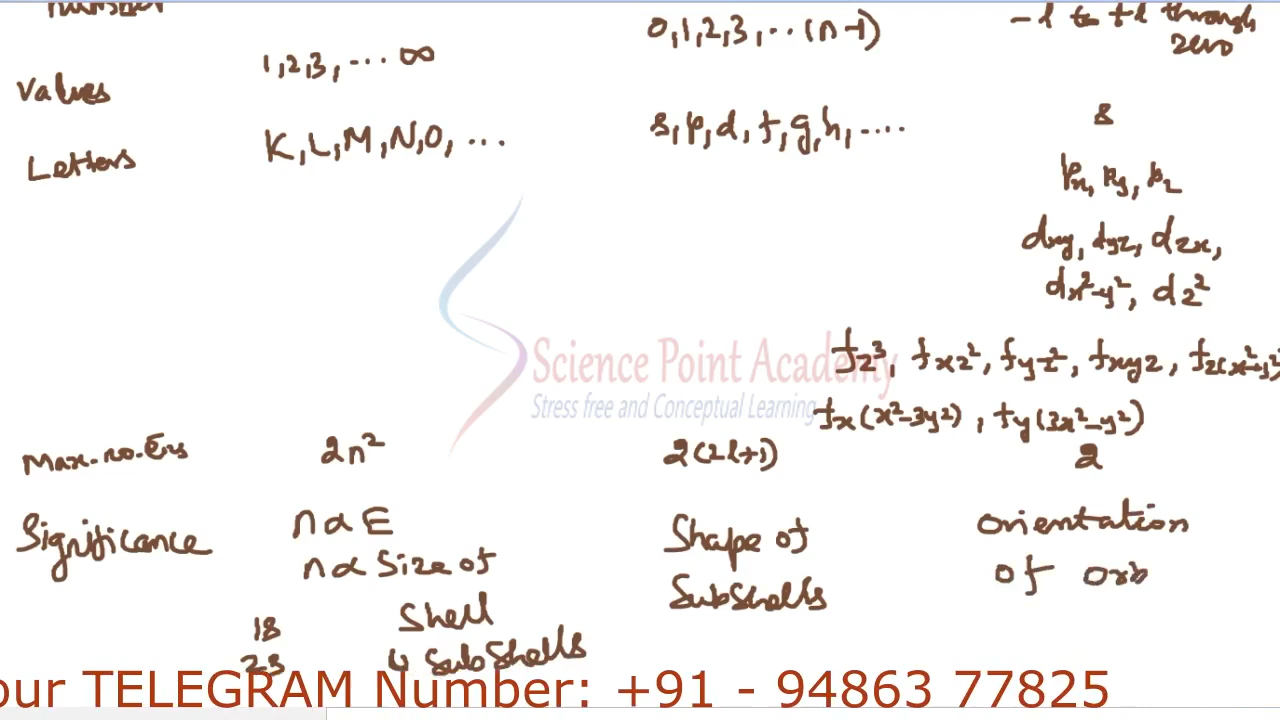 Number
0,1,2,3,..(n-1)
-l to +l through
zero
Values
1,2,3,... ∞
Letters
K,L,M,N,O,...
s,p,d,f,g,h,....
s
px, py, pz
dxy, dyz, dzx,
dx²-y², dz²
Science Point Academy
Stress free and Conceptual Learning
fz³, fxz², fyz², fxyz, fz(x²-y²)
fx(x²-3y²), fy(3x²-y²)
Max.no.E's
2n²
2(2l+1)
2
Significance
n∝E
n∝ Size of
Shell
Shape of
Subshells
Orientation
of orb
18
23
4 Subshells
our TELEGRAM Number: +91 - 94863 77825